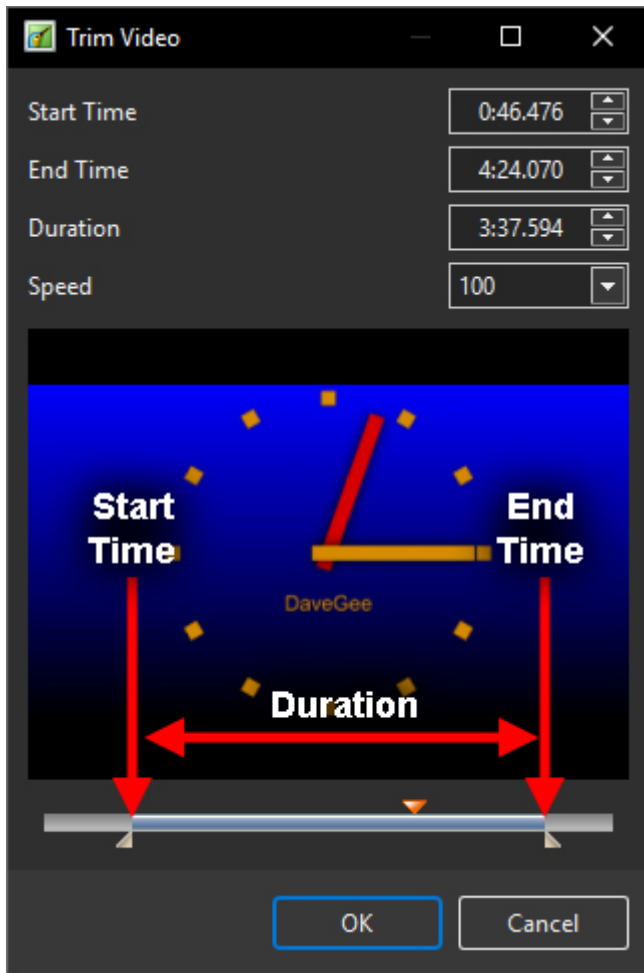 Trim Video
Start Time 0:46.476
End Time 4:24.070
Duration 3:37.594
Speed 100
Start
Time
End
Time
DaveGee
Duration
OK Cancel